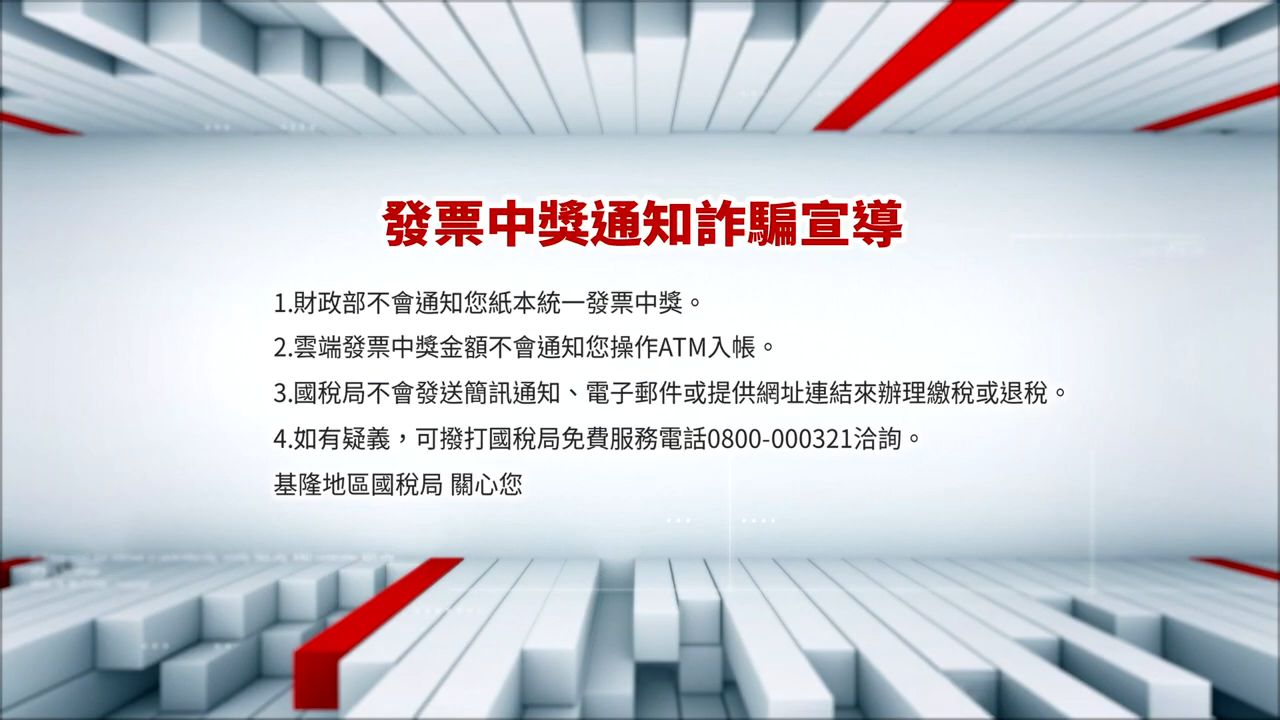 發票中獎通知詐騙宣導
1.財政部不會通知您紙本統一發票中獎。
2.雲端發票中獎金額不會通知您操作ATM入帳。
3.國稅局不會發送簡訊通知、電子郵件或提供網址連結來辦理繳稅或退稅。
4.如有疑義，可撥打國稅局免費服務電話0800-000321洽詢。
基隆地區國稅局 關心您